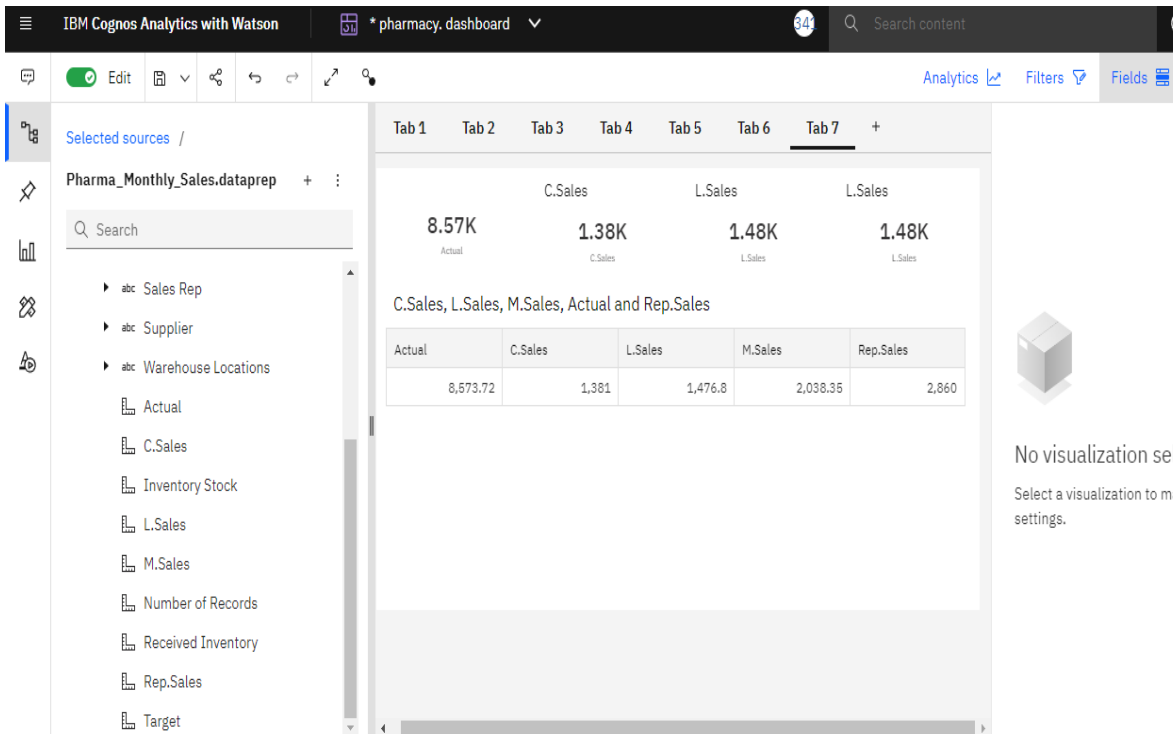 IBM Cognos Analytics with Watson
* pharmacy. dashboard
341
Search content
Edit
Analytics
Filters
Fields
Selected sources /
Pharma_Monthly_Sales.dataprep + ⋮
Search
abc Sales Rep
abc Supplier
abc Warehouse Locations
Actual
C.Sales
Inventory Stock
L.Sales
M.Sales
Number of Records
Received Inventory
Rep.Sales
Target
Tab 1 Tab 2 Tab 3 Tab 4 Tab 5 Tab 6 Tab 7 +
C.Sales L.Sales L.Sales
8.57K 1.38K 1.48K 1.48K
Actual C.Sales L.Sales L.Sales
C.Sales, L.Sales, M.Sales, Actual and Rep.Sales
Actual C.Sales L.Sales M.Sales Rep.Sales
8,573.72 1,381 1,476.8 2,038.35 2,860
No visualization se
Select a visualization to m
settings.